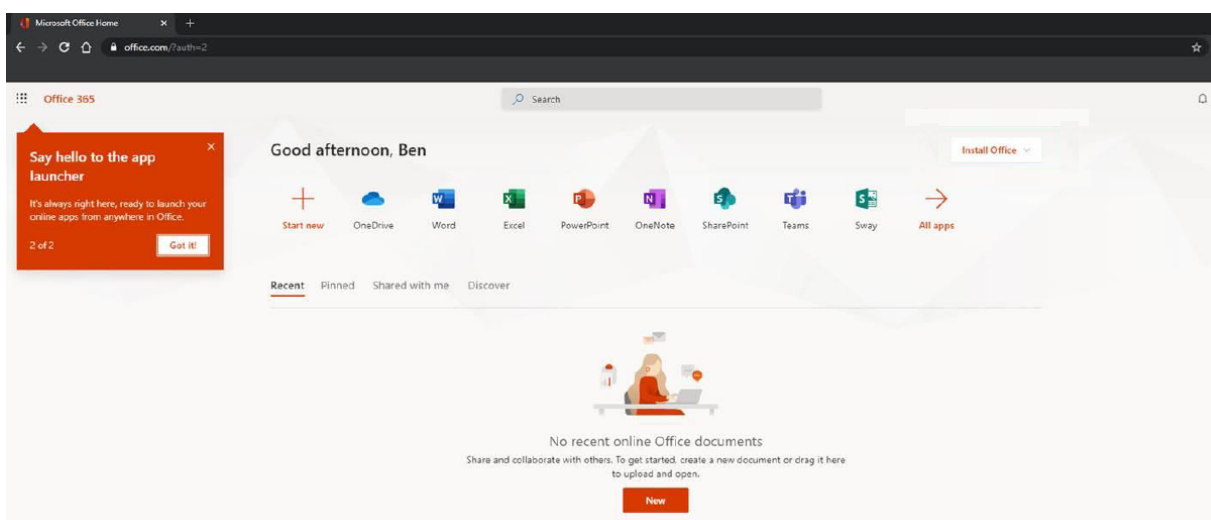 Microsoft Office Home
office.com/?auth=2
Office 365
Search
Say hello to the app
launcher
It's always right here, ready to launch your
online apps from anywhere in Office.
2 of 2
Got it!
Good afternoon, Ben
Install Office
Start new
OneDrive
Word
Excel
PowerPoint
OneNote
SharePoint
Teams
Sway
All apps
Recent
Pinned
Shared with me
Discover
No recent online Office documents
Share and collaborate with others. To get started, create a new document or drag it here
to upload and open.
New